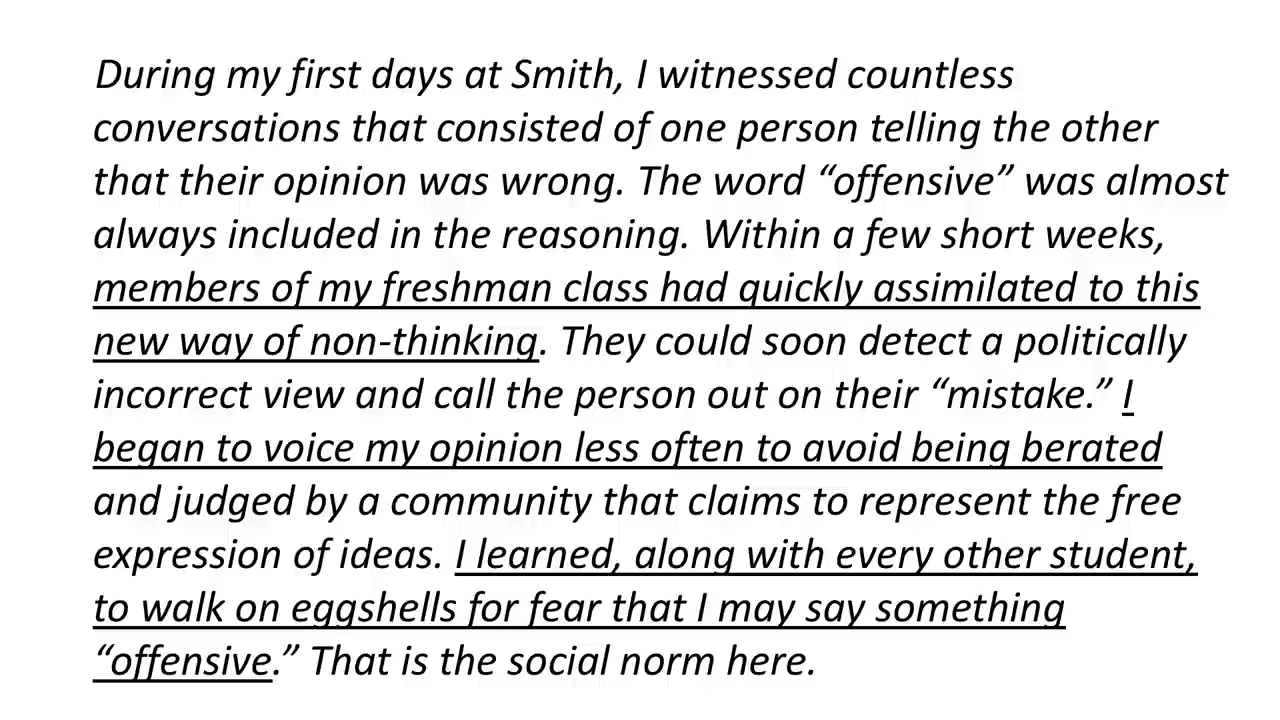 During my first days at Smith, I witnessed countless
conversations that consisted of one person telling the other
that their opinion was wrong. The word “offensive” was almost
always included in the reasoning. Within a few short weeks,
members of my freshman class had quickly assimilated to this
new way of non-thinking. They could soon detect a politically
incorrect view and call the person out on their “mistake.” I
began to voice my opinion less often to avoid being berated
and judged by a community that claims to represent the free
expression of ideas. I learned, along with every other student,
to walk on eggshells for fear that I may say something
“offensive.” That is the social norm here.